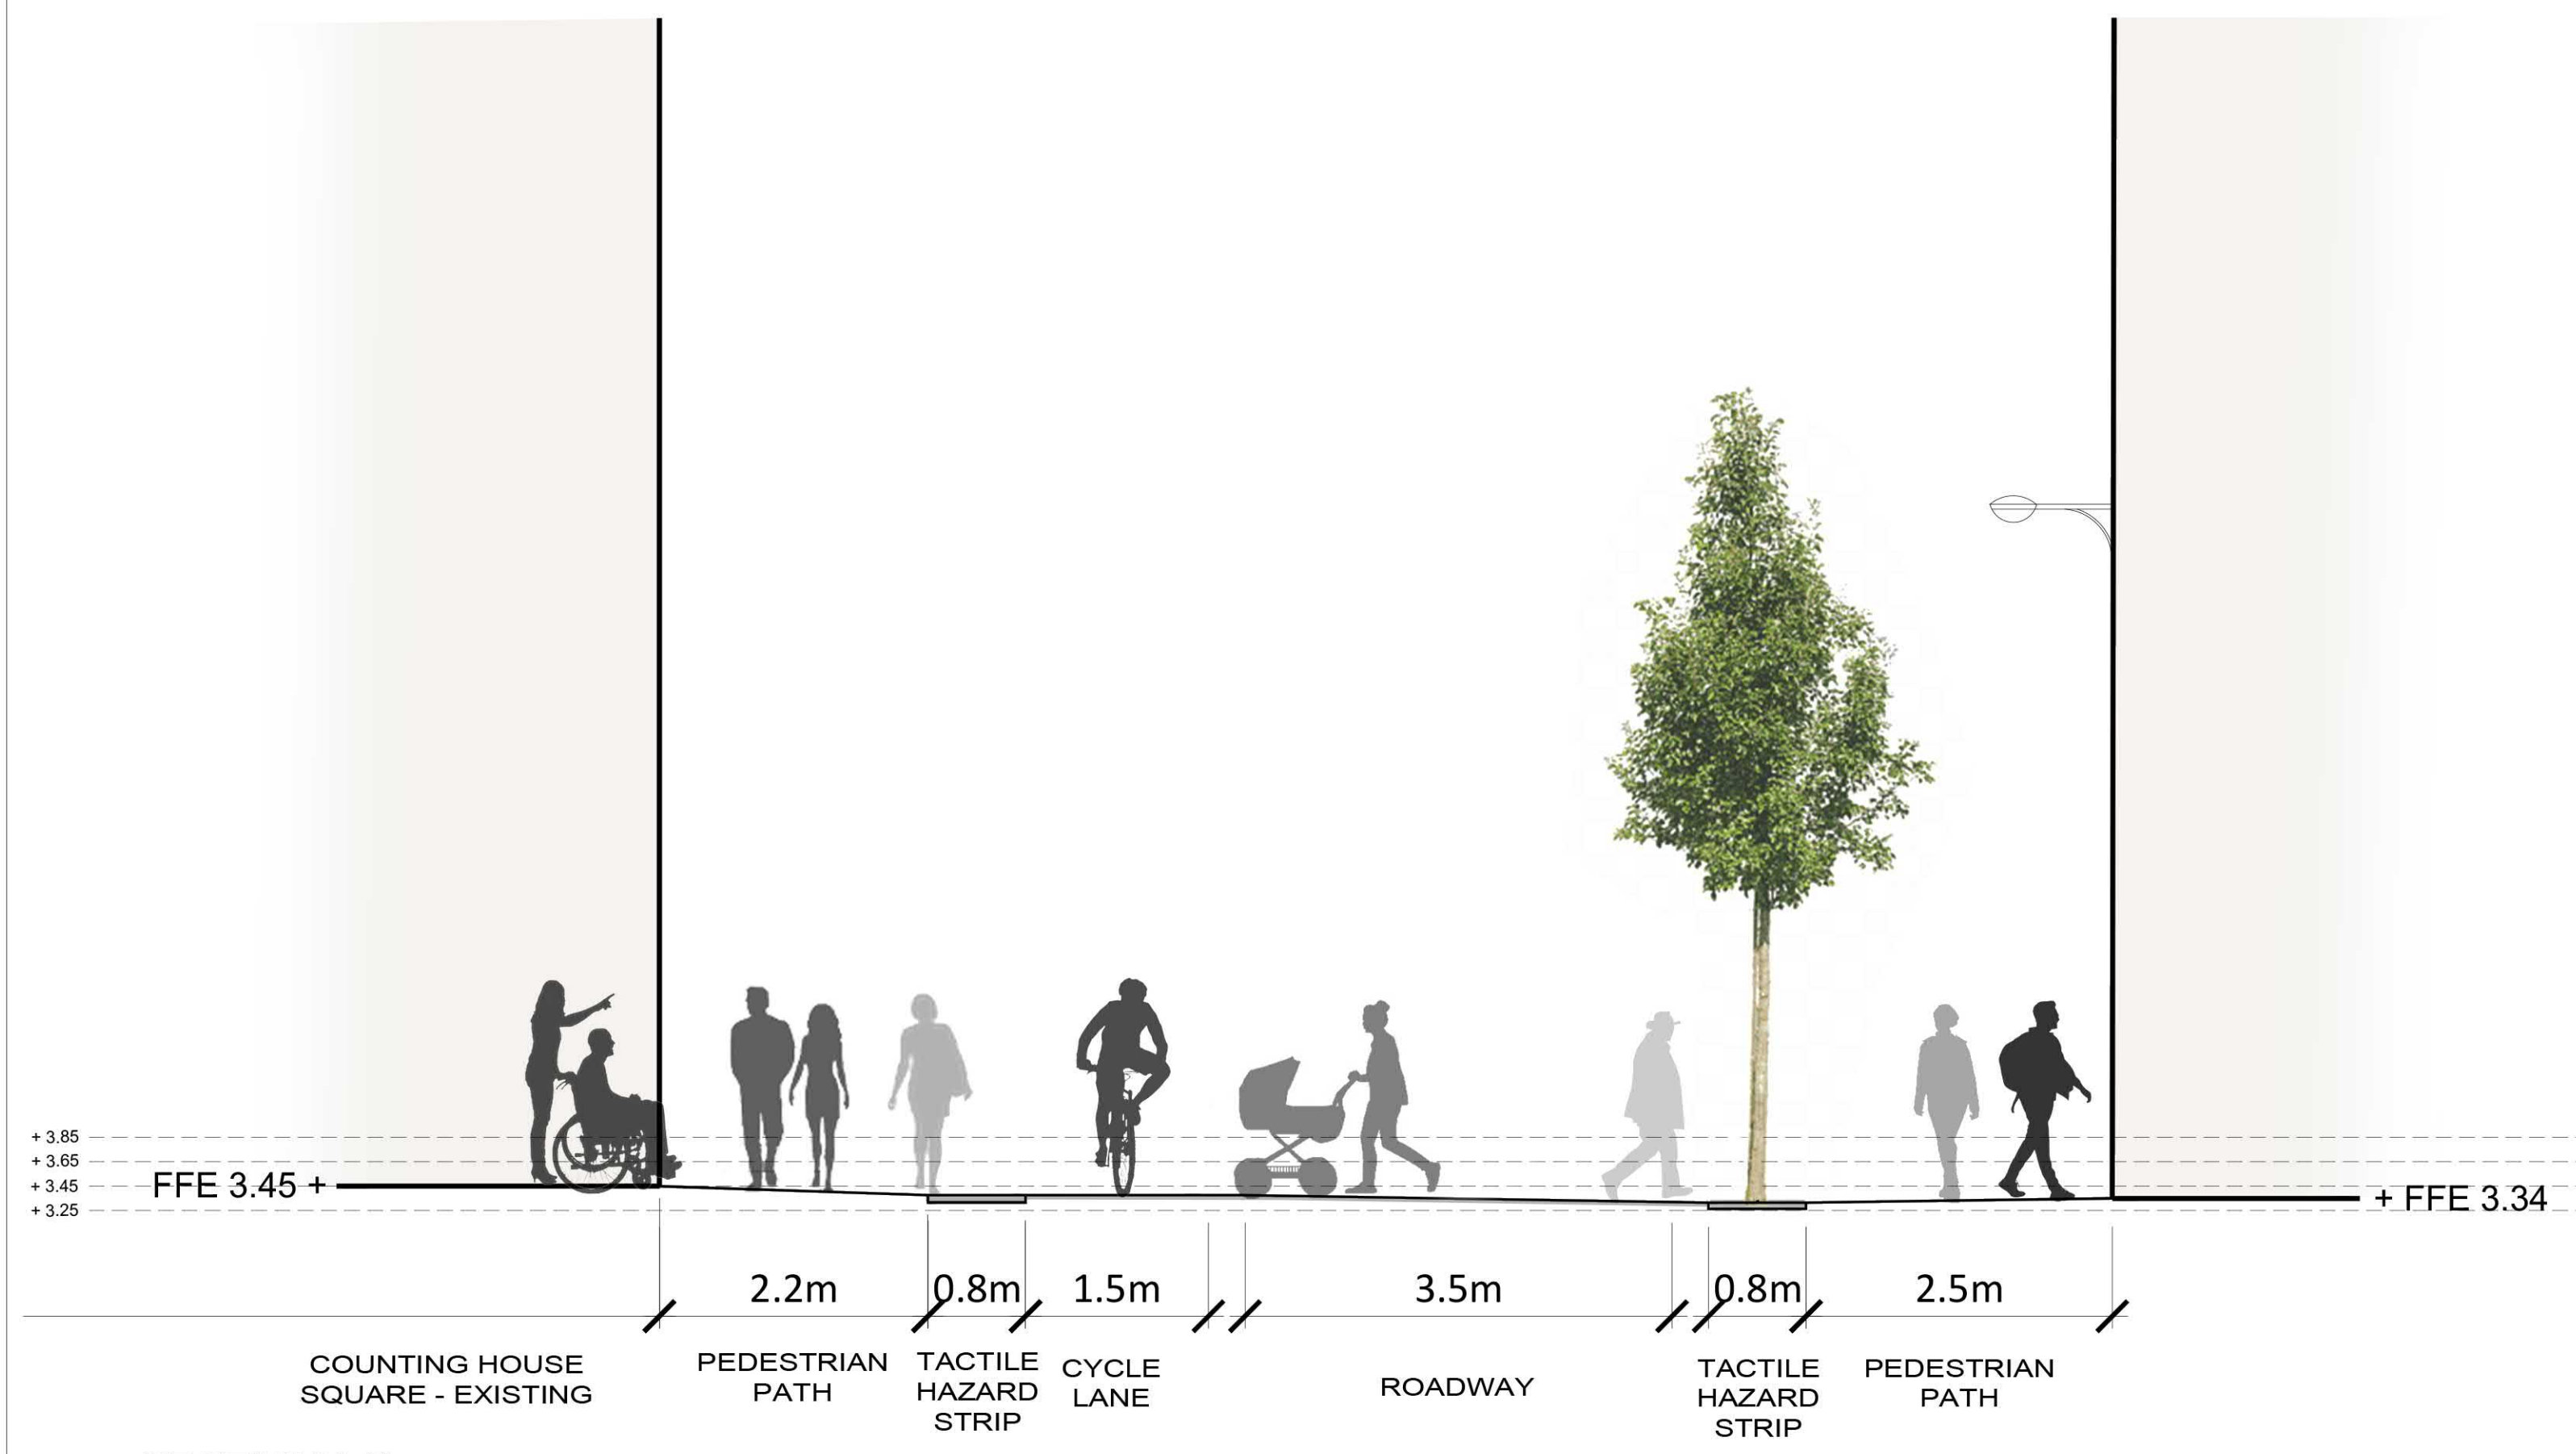 + 3.85
+ 3.65
+ 3.45
+ 3.25
FFE 3.45 +
+ FFE 3.34
2.2m
0.8m
1.5m
3.5m
0.8m
2.5m
COUNTING HOUSE
SQUARE - EXISTING
PEDESTRIAN
PATH
TACTILE
HAZARD
STRIP
CYCLE
LANE
ROADWAY
TACTILE
HAZARD
STRIP
PEDESTRIAN
PATH